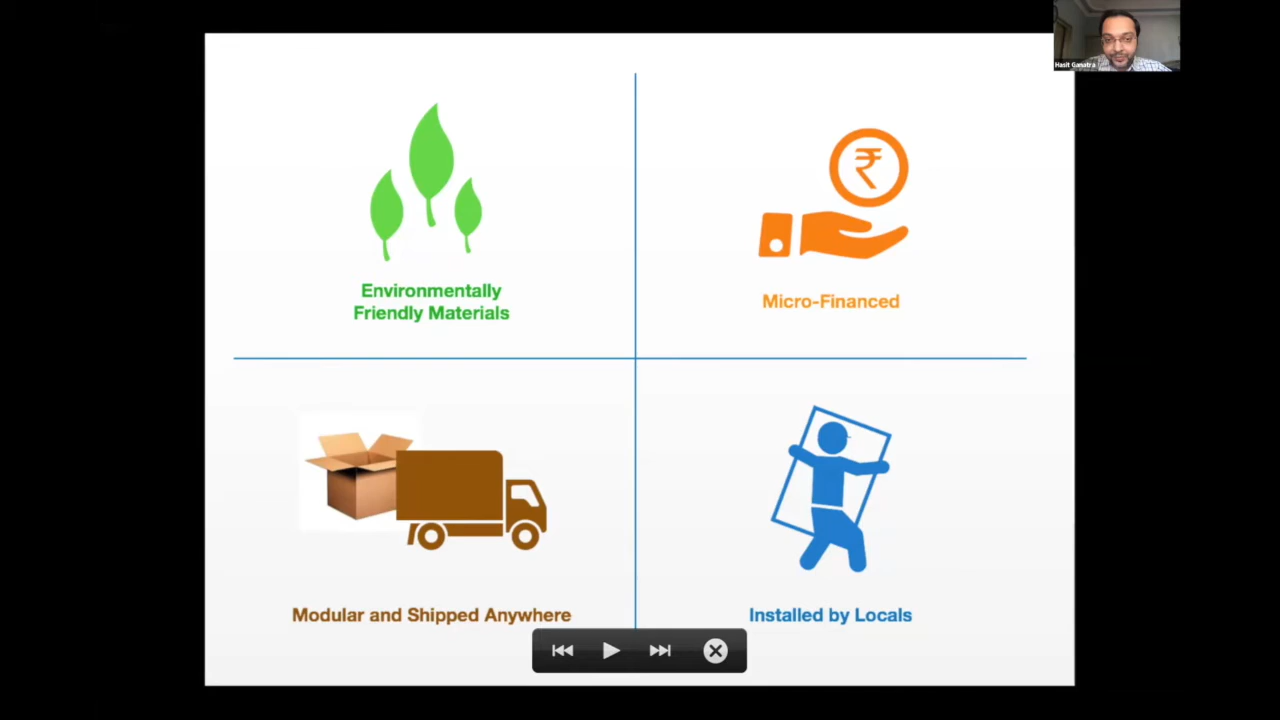 Hasit Ganatra
₹
Environmentally
Friendly Materials
Micro-Financed
Modular and Shipped Anywhere
Installed by Locals